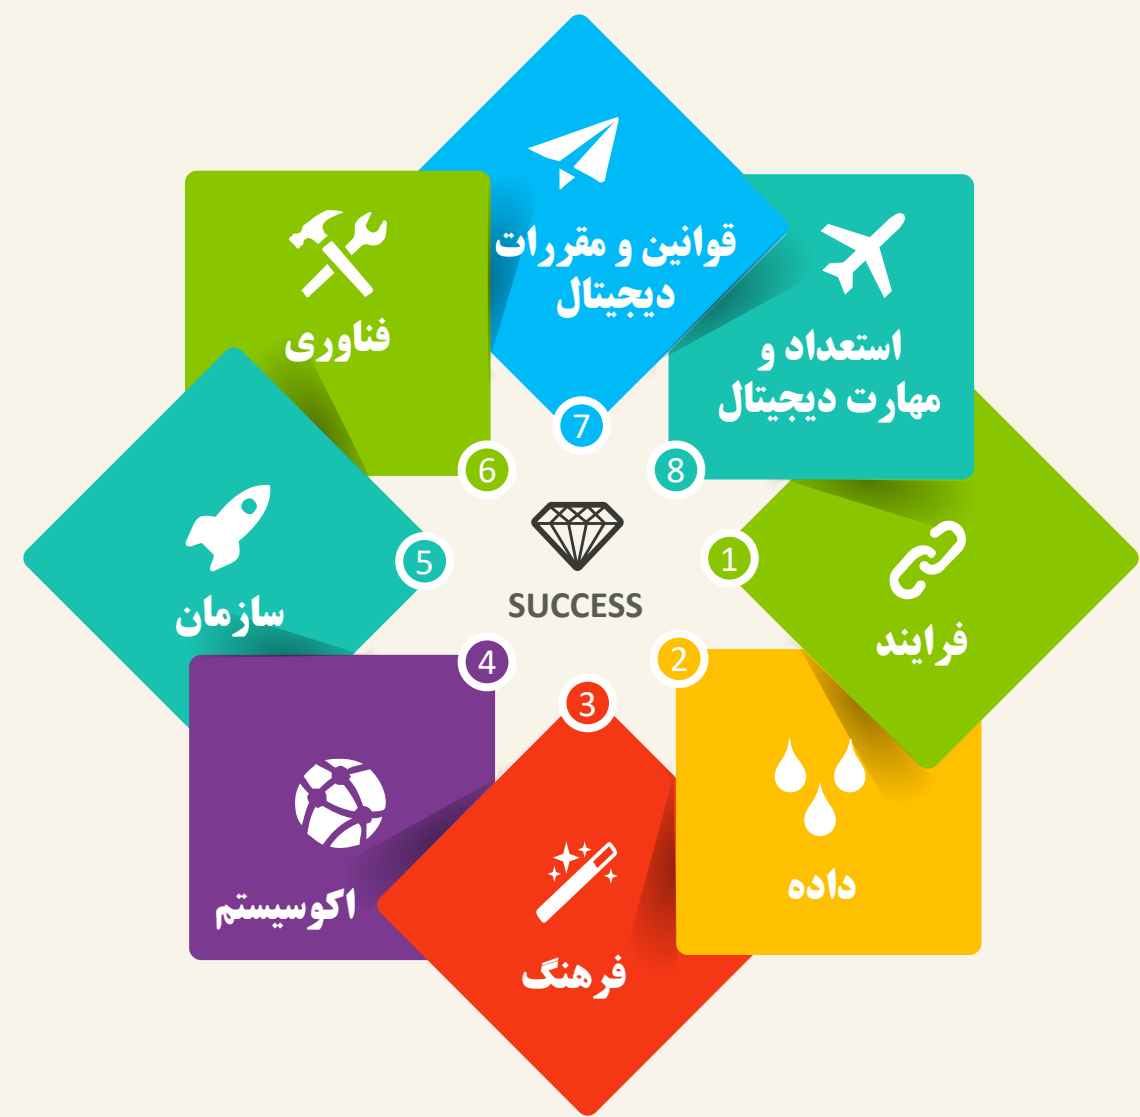 قوانین و مقررات
دیجیتال
7
استعداد و
مهارت دیجیتال
8
فرایند
1
داده
2
فرهنگ
3
اکوسیستم
4
سازمان
5
فناوری
6
SUCCESS